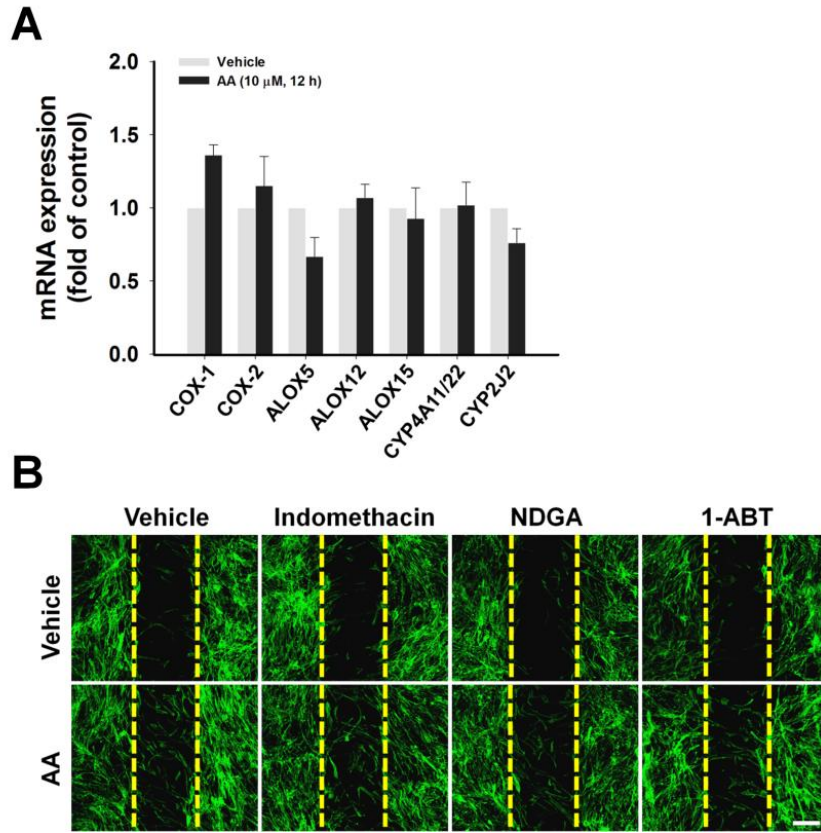 A
Vehicle
AA (10 µM, 12 h)
mRNA expression
(fold of control)
2.0
1.5
1.0
0.5
0.0
COX-1
COX-2
ALOX5
ALOX12
ALOX15
CYP4A11/22
CYP2J2
B
Vehicle Indomethacin NDGA 1-ABT
Vehicle
AA